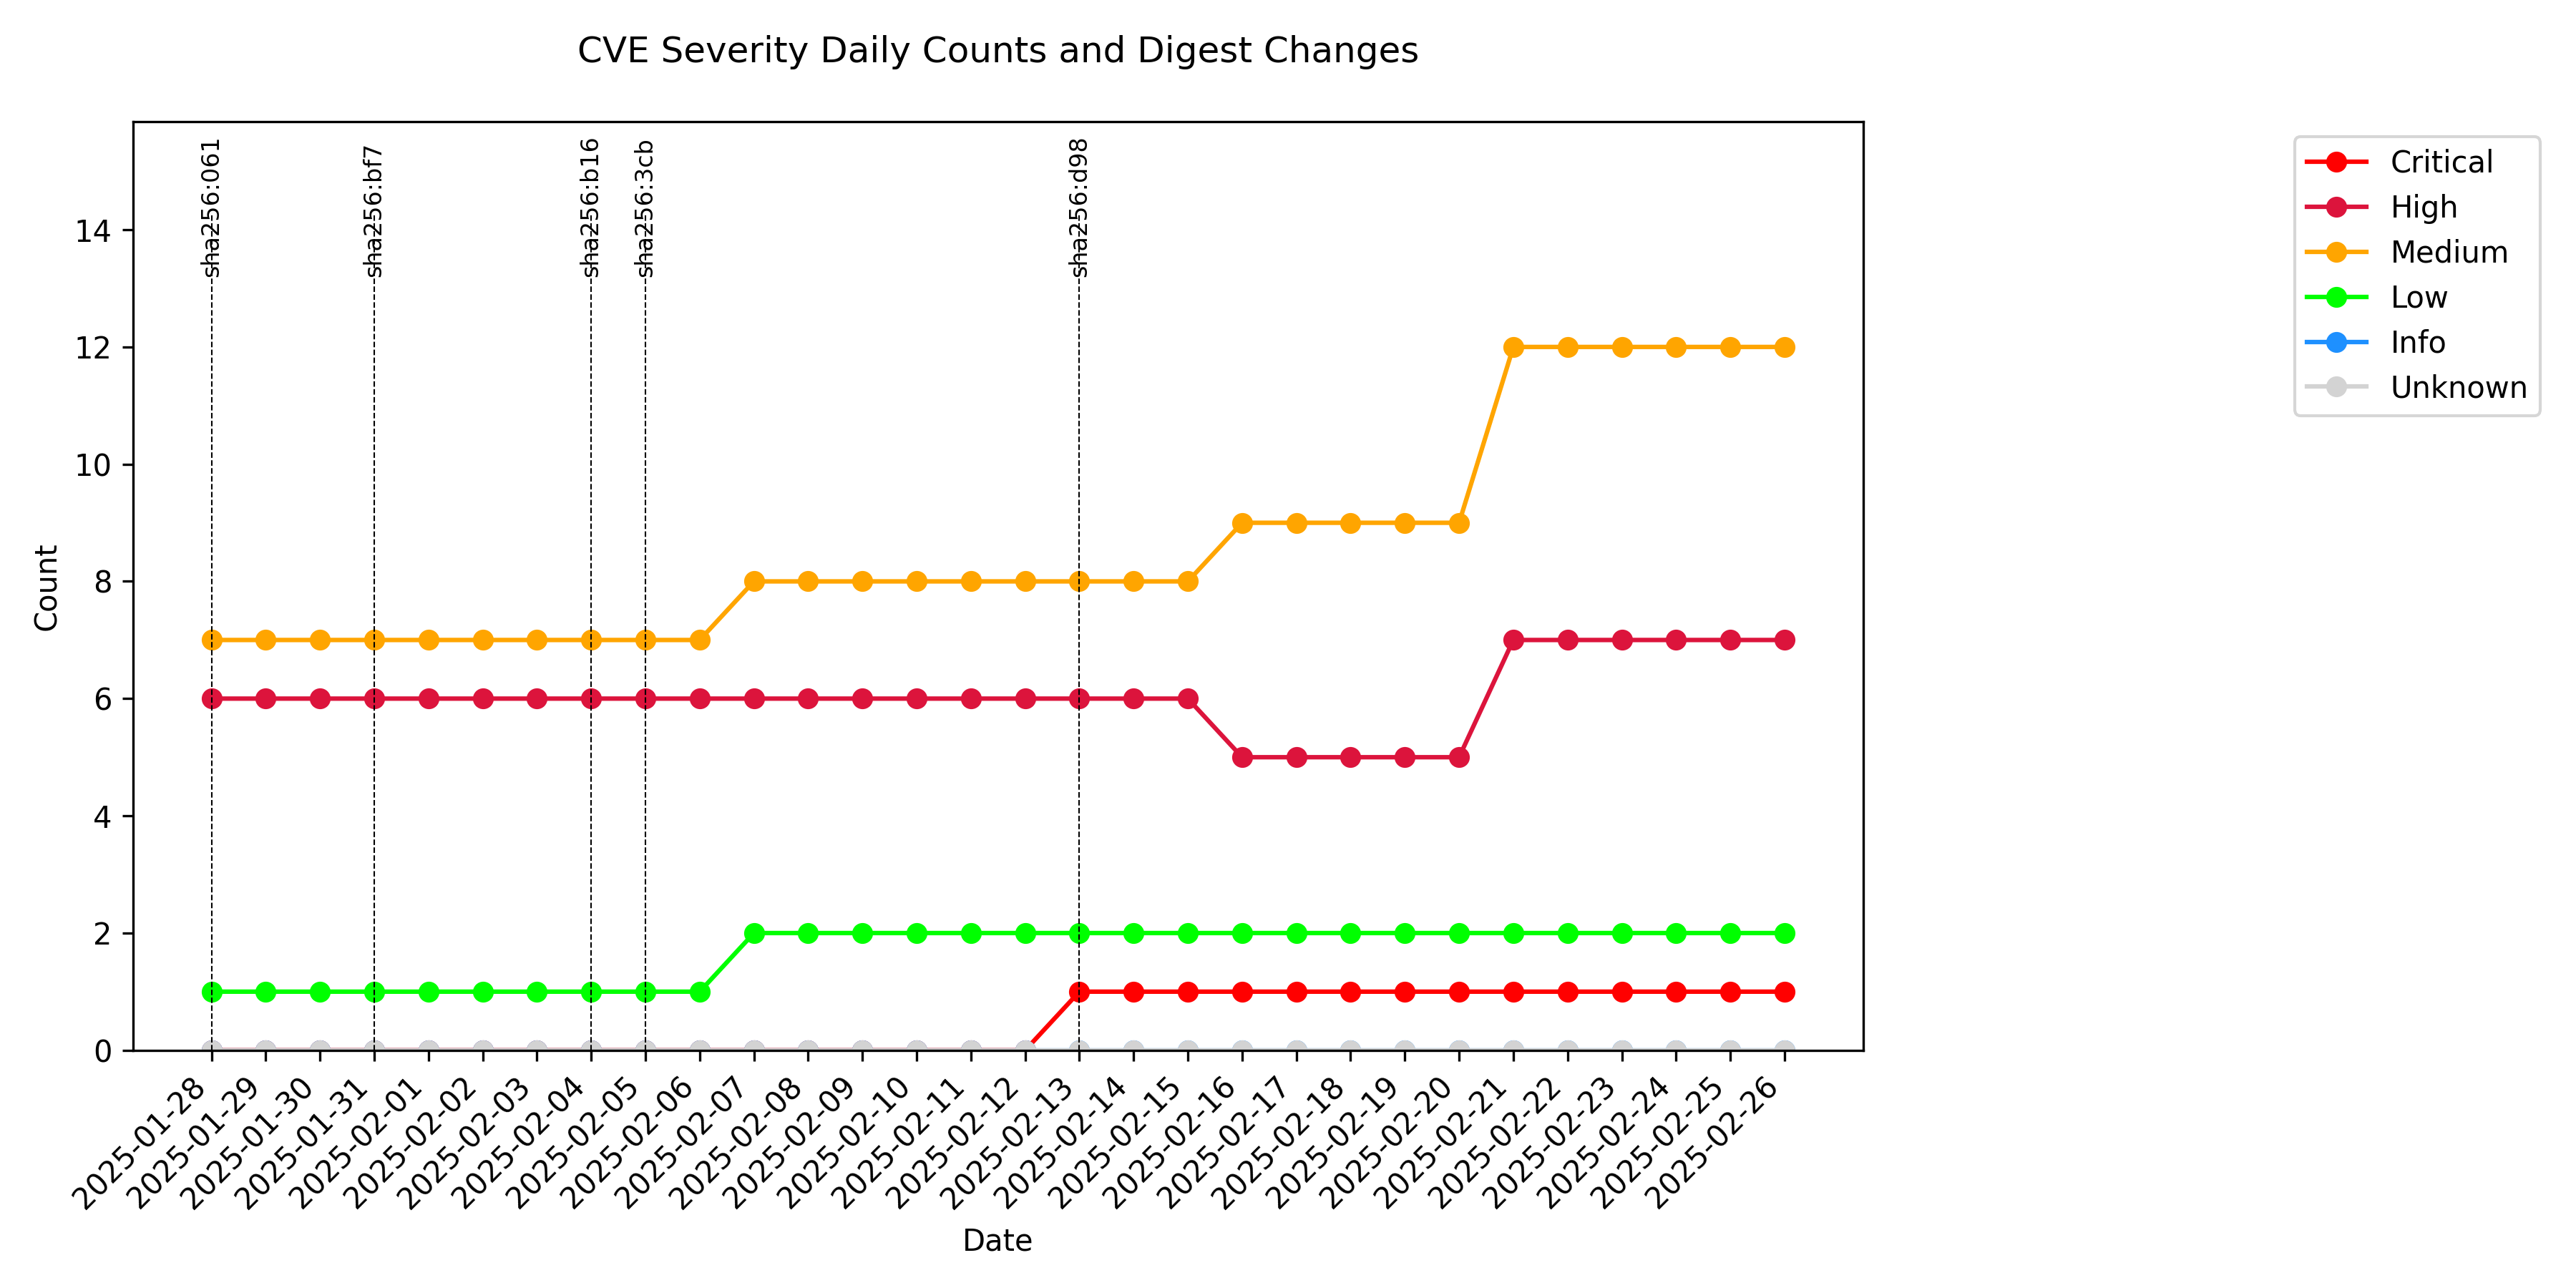 CVE Severity Daily Counts and Digest Changes
sha256:061
sha256:bf7
sha256:b16
sha256:3cb
sha256:d98
Critical
High
Medium
Low
Info
Unknown
Count
14
12
10
8
6
4
2
0
2025-01-28
2025-01-29
2025-01-30
2025-01-31
2025-02-01
2025-02-02
2025-02-03
2025-02-04
2025-02-05
2025-02-06
2025-02-07
2025-02-08
2025-02-09
2025-02-10
2025-02-11
2025-02-12
2025-02-13
2025-02-14
2025-02-15
2025-02-16
2025-02-17
2025-02-18
2025-02-19
2025-02-20
2025-02-21
2025-02-22
2025-02-23
2025-02-24
2025-02-25
2025-02-26
Date